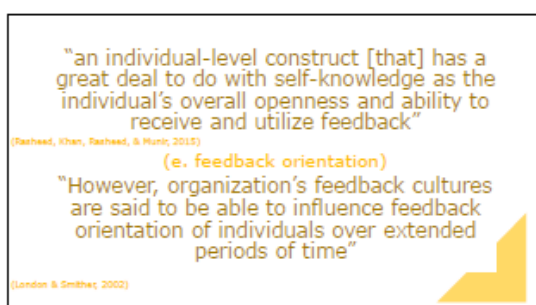 “an individual-level construct [that] has a
great deal to do with self-knowledge as the
individual’s overall openness and ability to
receive and utilize feedback”
(Rasheed, Khan, Rasheed, & Munir, 2015)
(e. feedback orientation)
“However, organization’s feedback cultures
are said to be able to influence feedback
orientation of individuals over extended
periods of time”
(London & Smither, 2002)